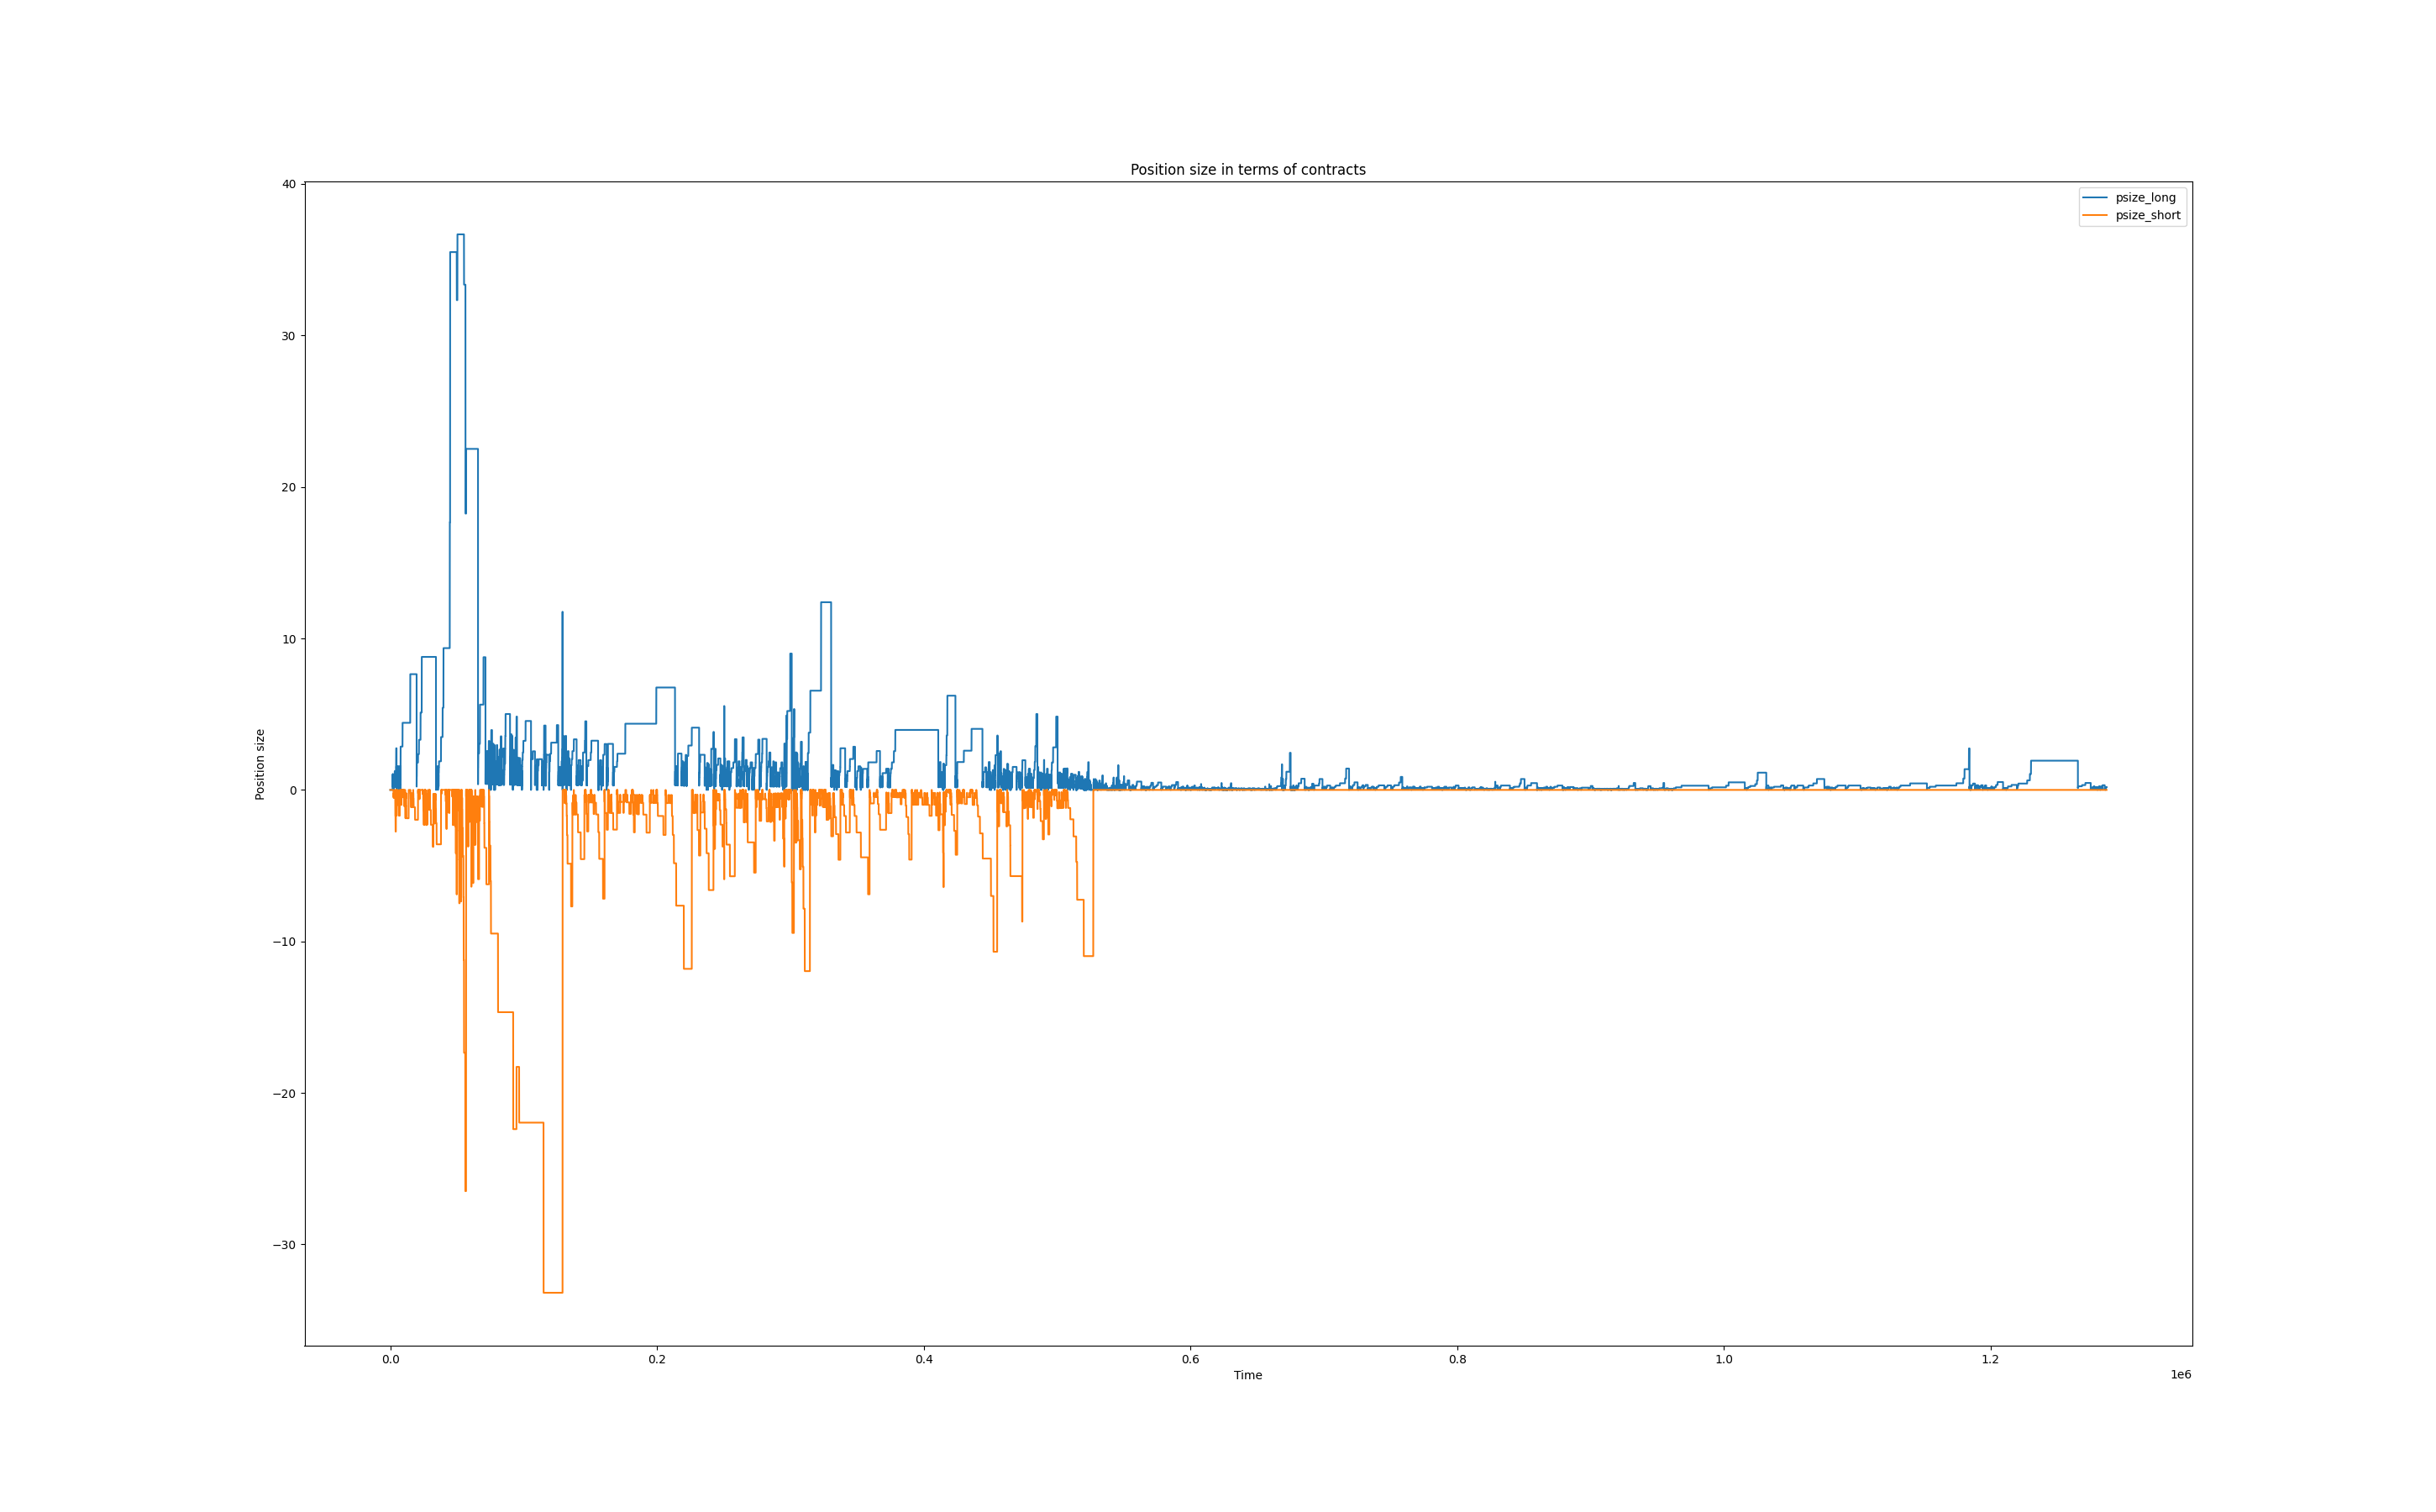 Position size in terms of contracts
psize_long
psize_short
Position size
40
30
20
10
0
−10
−20
−30
0.0 0.2 0.4 0.6 0.8 1.0 1.2
1e6
Time